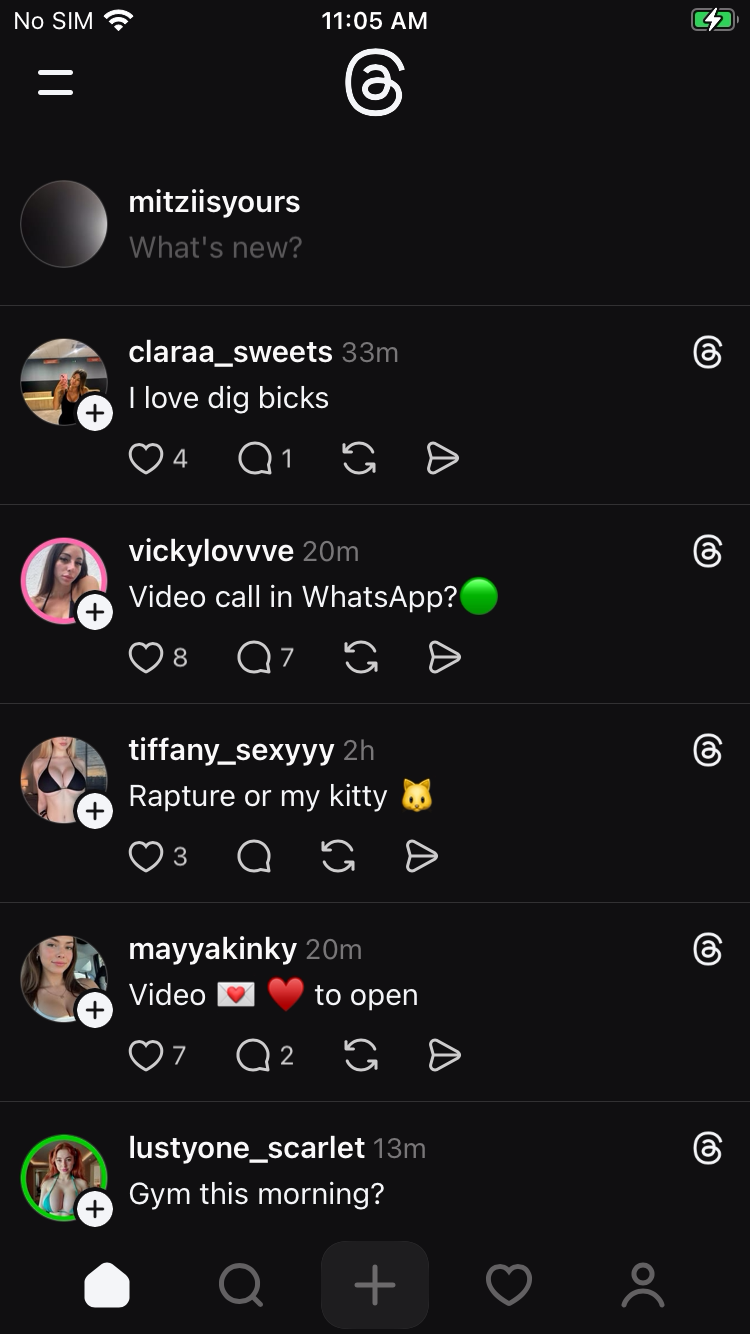 No SIM 11:05 AM
mitziisyours
What's new?
claraa_sweets 33m
I love dig bicks
4 1
vickylovvve 20m
Video call in WhatsApp?🟢
8 7
tiffany_sexyyy 2h
Rapture or my kitty 🐱
3
mayyakinky 20m
Video 💌 ♥️ to open
7 2
lustyone_scarlet 13m
Gym this morning?